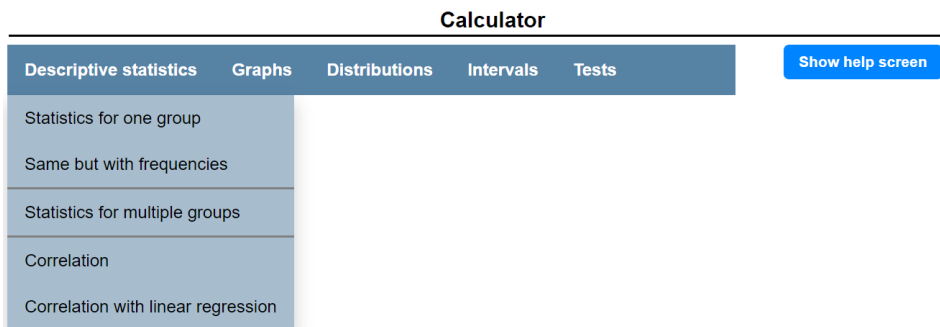 Calculator
Descriptive statistics Graphs Distributions Intervals Tests Show help screen
Statistics for one group
Same but with frequencies
Statistics for multiple groups
Correlation
Correlation with linear regression